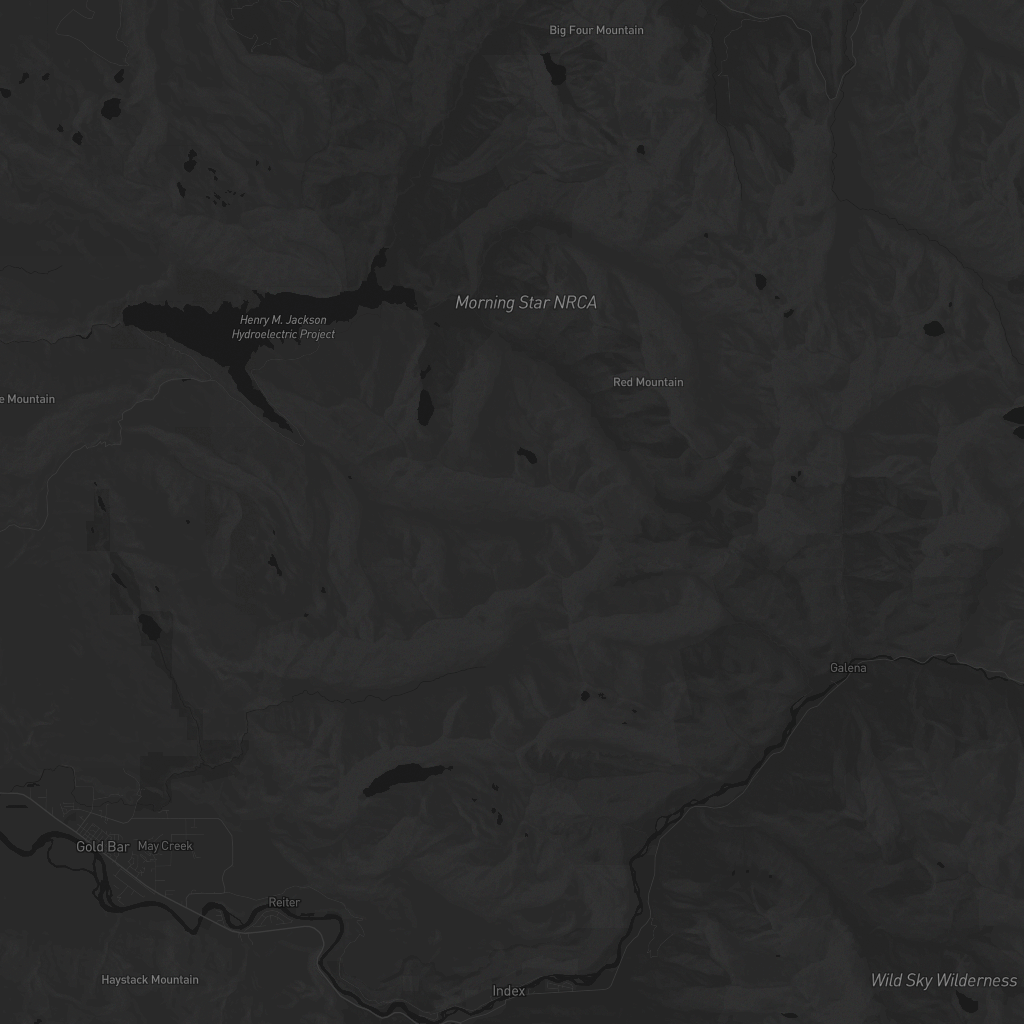 Big Four Mountain
Morning Star NRCA
Henry M. Jackson
Hydroelectric Project
Red Mountain
e Mountain
Galena
Gold Bar
May Creek
Reiter
Haystack Mountain
Index
Wild Sky Wilderness